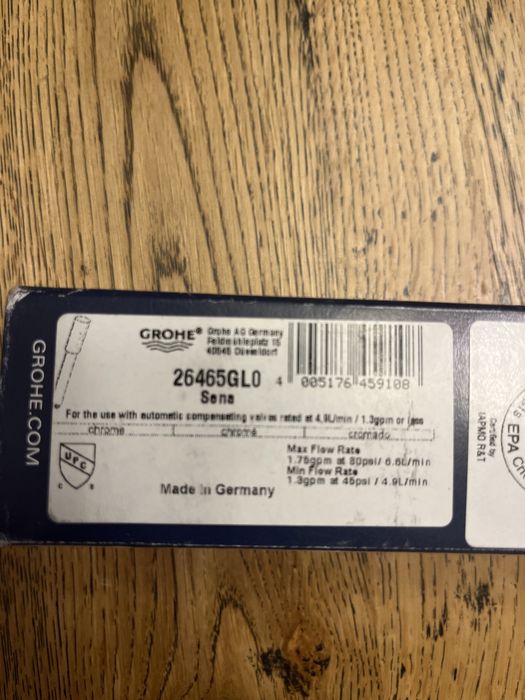 GROHE.COM
GROHE® Grohe AG Germany
Feldmühleplatz 15
40545 Düsseldorf
26465GL0
Sena
4 005176 459108
For the use with automatic compensating valves rated at 4,9L/min / 1.3gpm or less
chrome chromé cromado
UPC
C
Max Flow Rate
1.75gpm at 80psi/ 6.6L/min
Min Flow Rate
1.3gpm at 45psi / 4.9L/min
Made in Germany
EPA
Certified by
IAPMO R&T